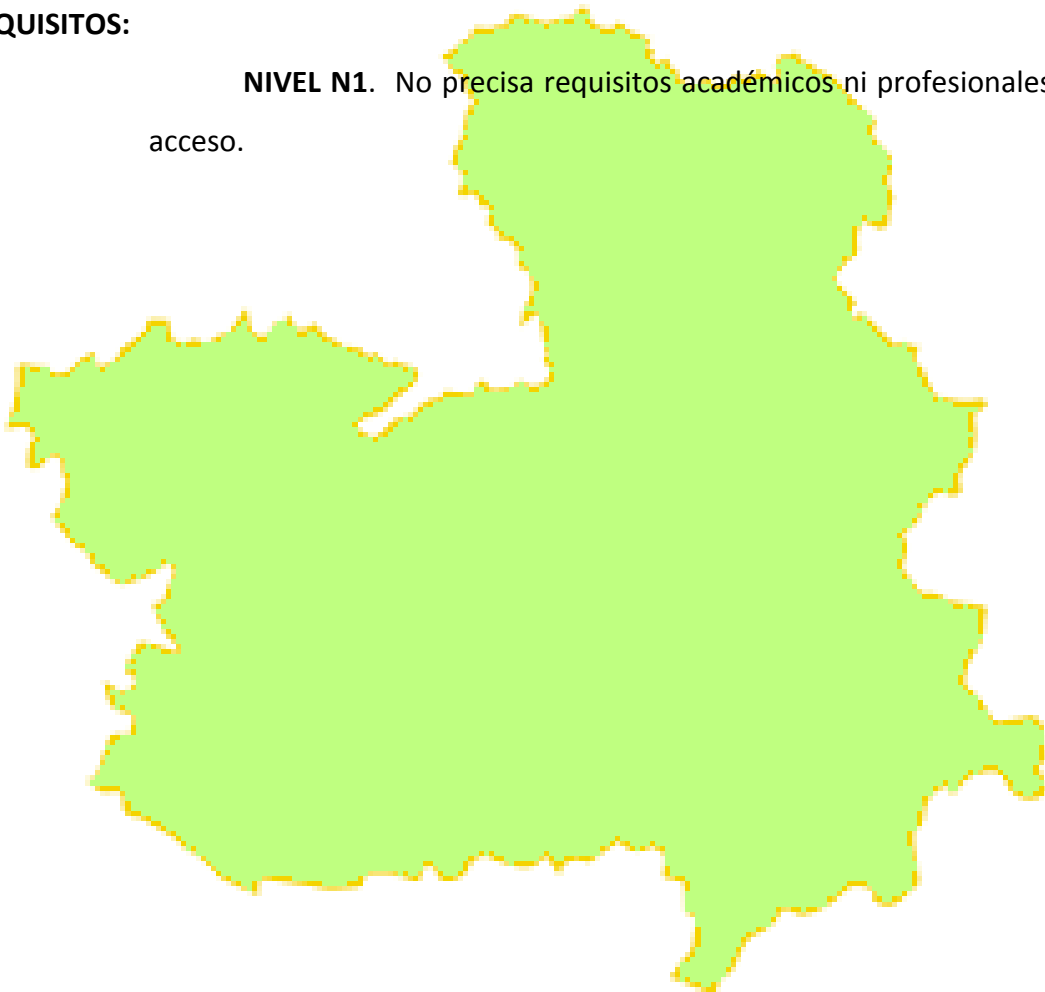 QUISITOS:
NIVEL N1. No precisa requisitos académicos ni profesionales
acceso.